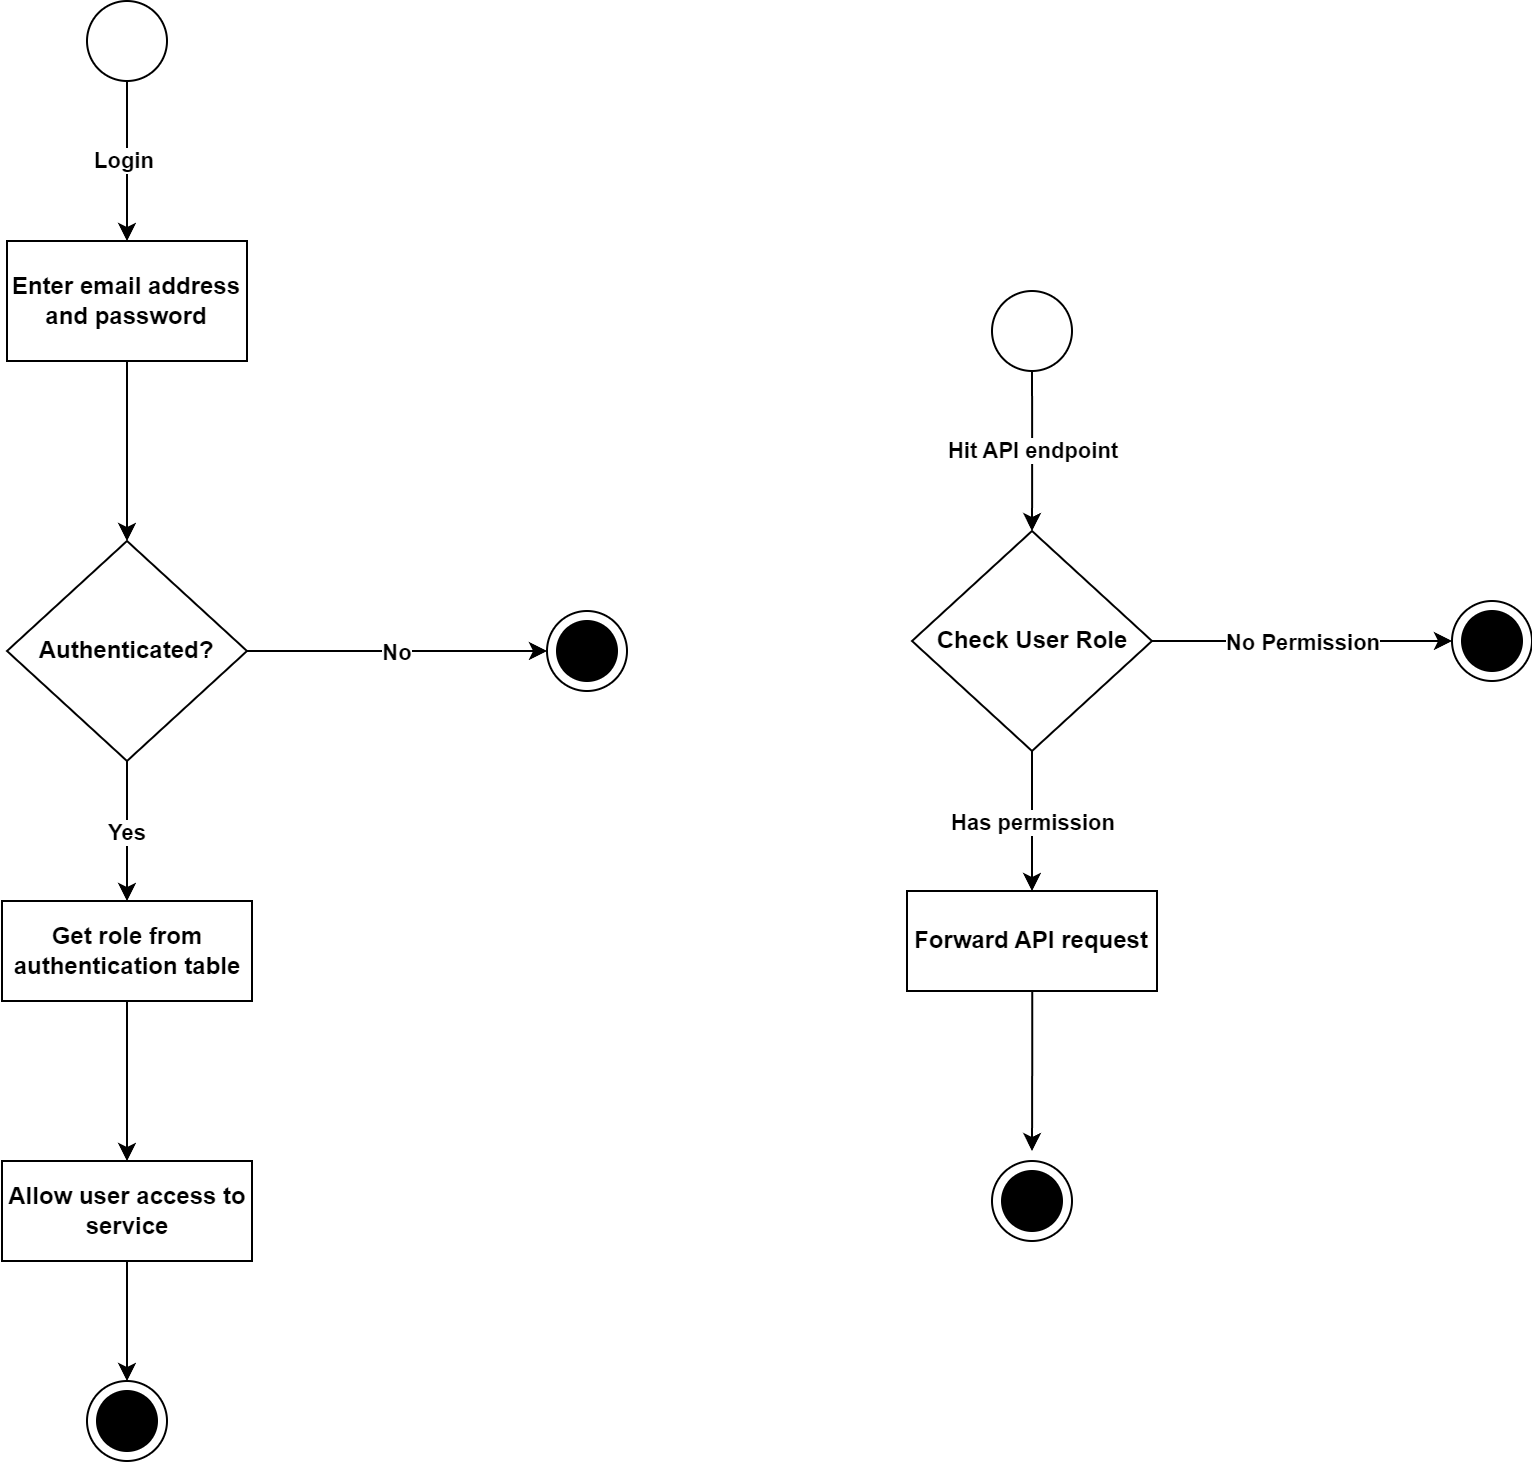 Login
Enter email address
and password
Authenticated?
No
Yes
Get role from
authentication table
Allow user access to
service
Hit API endpoint
Check User Role
No Permission
Has permission
Forward API request